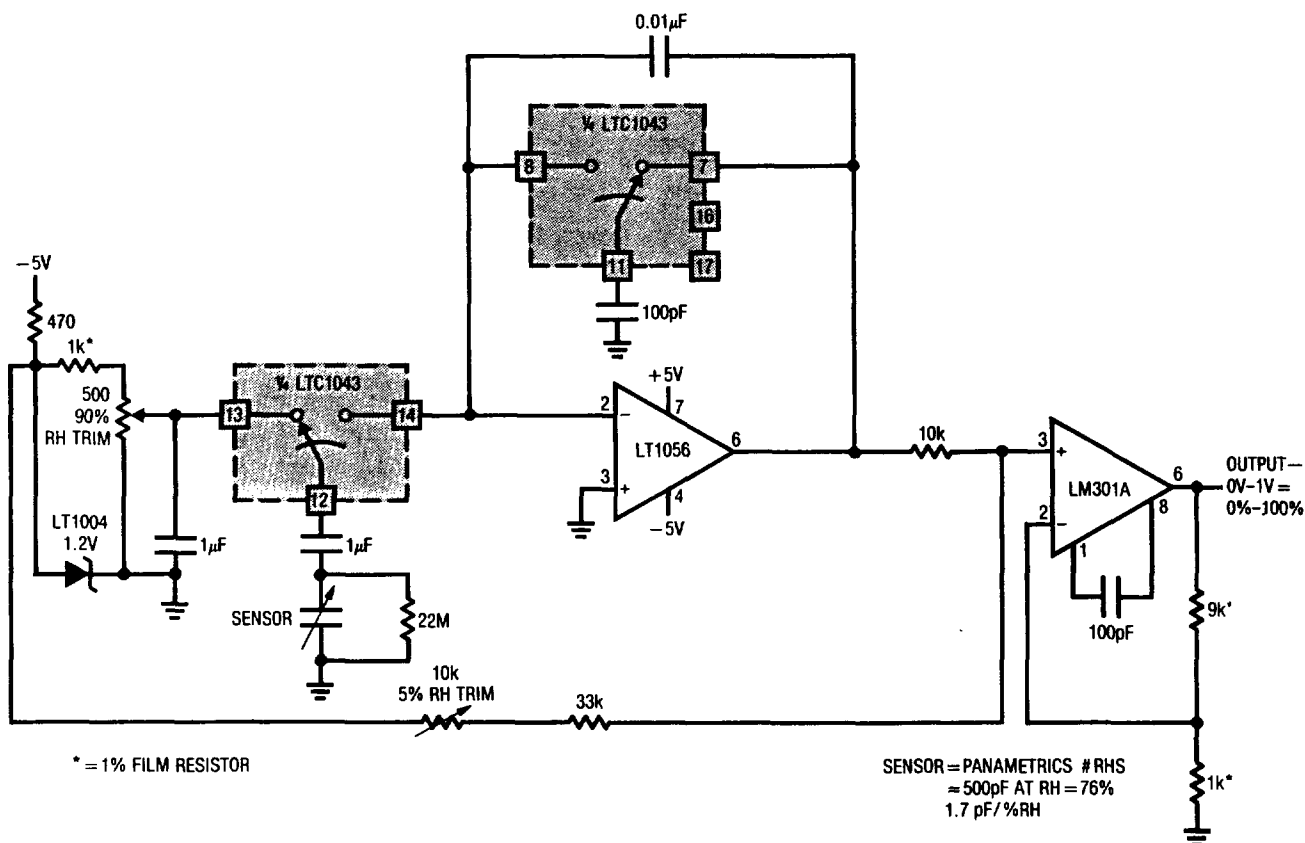 0.01µF
¼ LTC1043
8
7
16
11
17
100pF
−5V
470
1k*
500
90%
RH TRIM
¼ LTC1043
13
14
12
+5V
2
−
7
LT1056
6
3
+
4
−5V
10k
3
+
LM301A
6
2
−
8
1
100pF
OUTPUT—
0V–1V=
0%–100%
LT1004
1.2V
1µF
1µF
SENSOR
22M
9k*
10k
5% RH TRIM
33k
1k*
* = 1% FILM RESISTOR
SENSOR = PANAMETRICS #RHS
≈ 500pF AT RH = 76%
1.7 pF/%RH